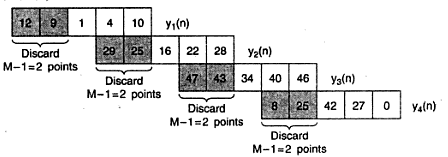 12 9 1 4 10 y₁(n)
Discard
M−1=2 points
29 25 16 22 28 y₂(n)
Discard
M−1=2 points
47 43 34 40 46 y₃(n)
Discard
M−1=2 points
8 25 42 27 0 y₄(n)
Discard
M−1=2 points